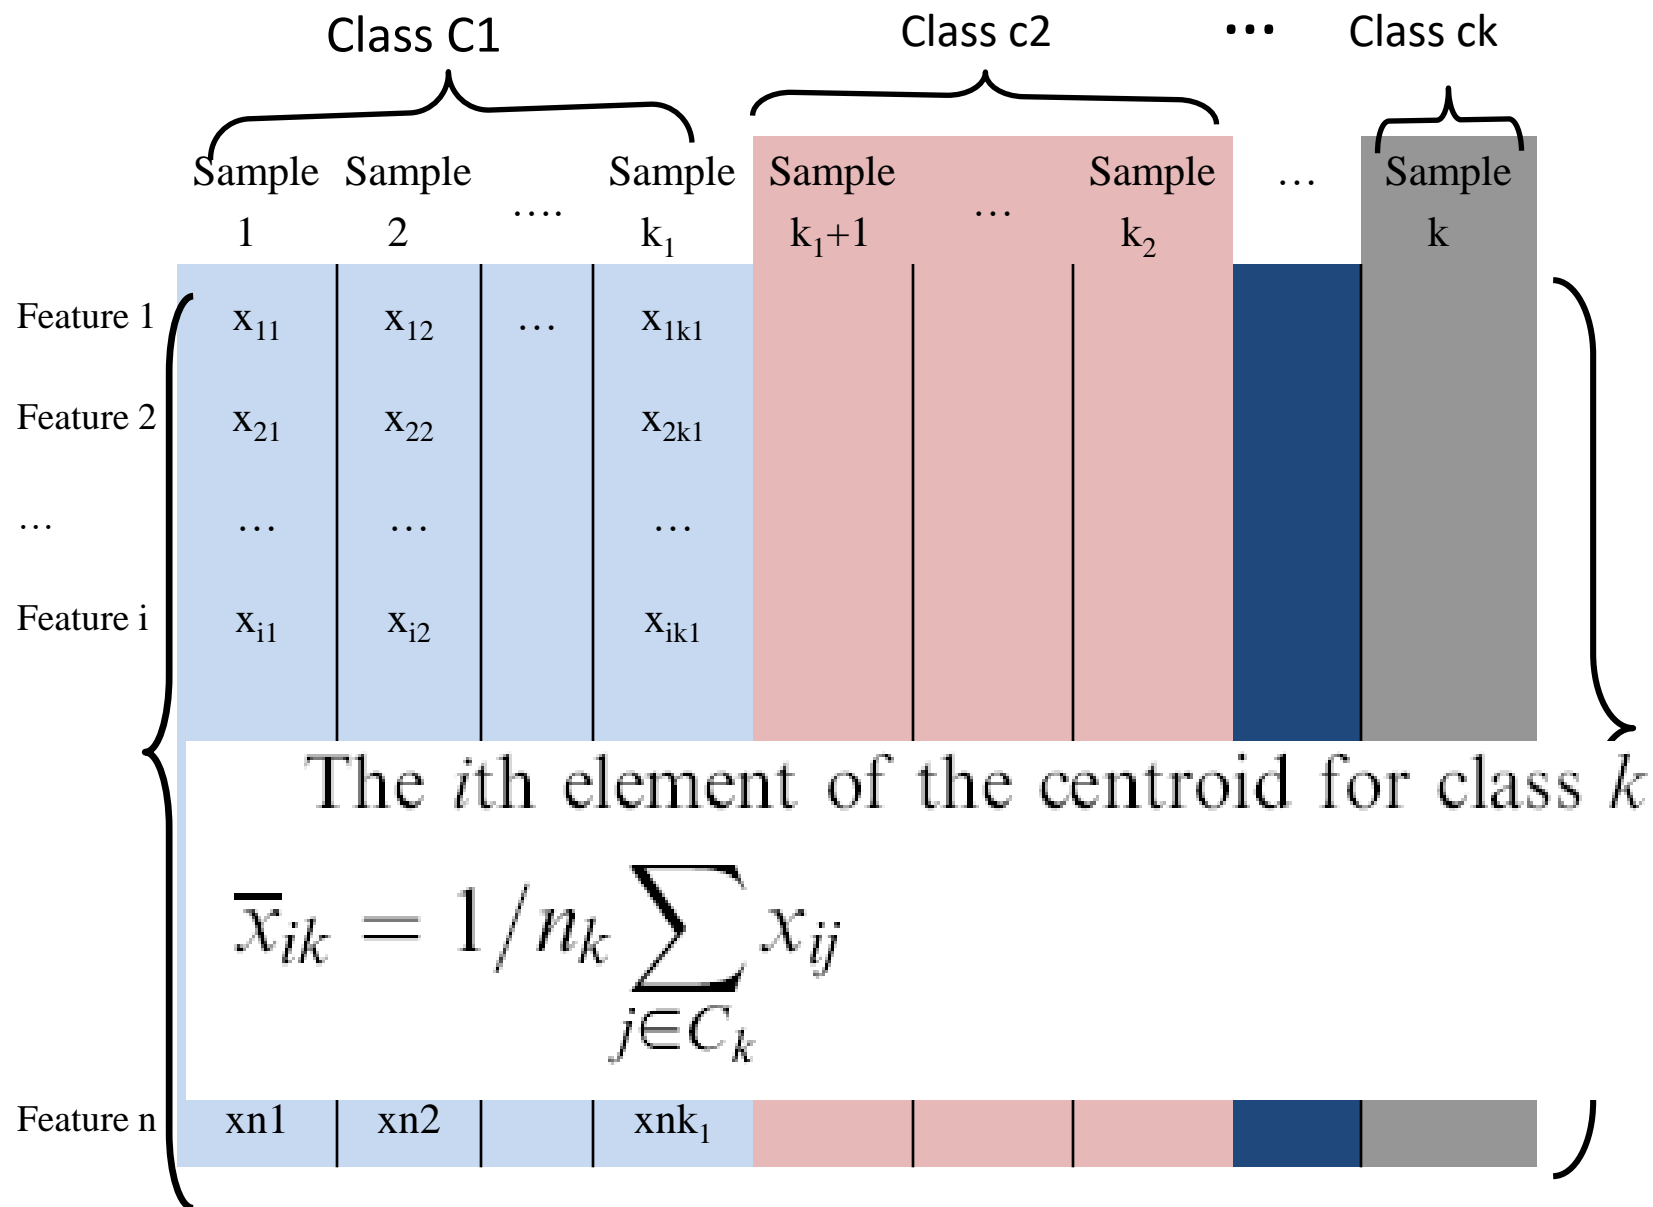 Class C1 Class c2 ... Class ck
Sample Sample Sample Sample Sample ... Sample
1 2 .... k₁ k₁+1 ... k₂ k
Feature 1 x₁₁ x₁₂ ... x₁ₖ₁
Feature 2 x₂₁ x₂₂ x₂ₖ₁
... ... ... ...
Feature i xᵢ₁ xᵢ₂ xᵢₖ₁
The ith element of the centroid for class k
x̄ᵢₖ = 1/nₖ ∑ xᵢⱼ
j∈Cₖ
Feature n xn1 xn2 xnk₁